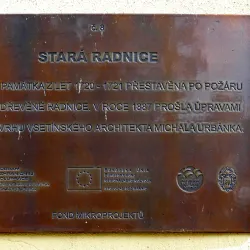 č. 8
STARÁ RADNICE
PAMÁTKA Z LET 1720 - 1721 PŘESTAVĚNA PO POŽÁRU
DŘEVĚNÉ RADNICE V ROCE 1887 PROŠLA ÚPRAVAMI
VSETÍNSKÉHO ARCHITEKTA MICHALA URBÁNKA
FOND MIKROPROJEKTŮ